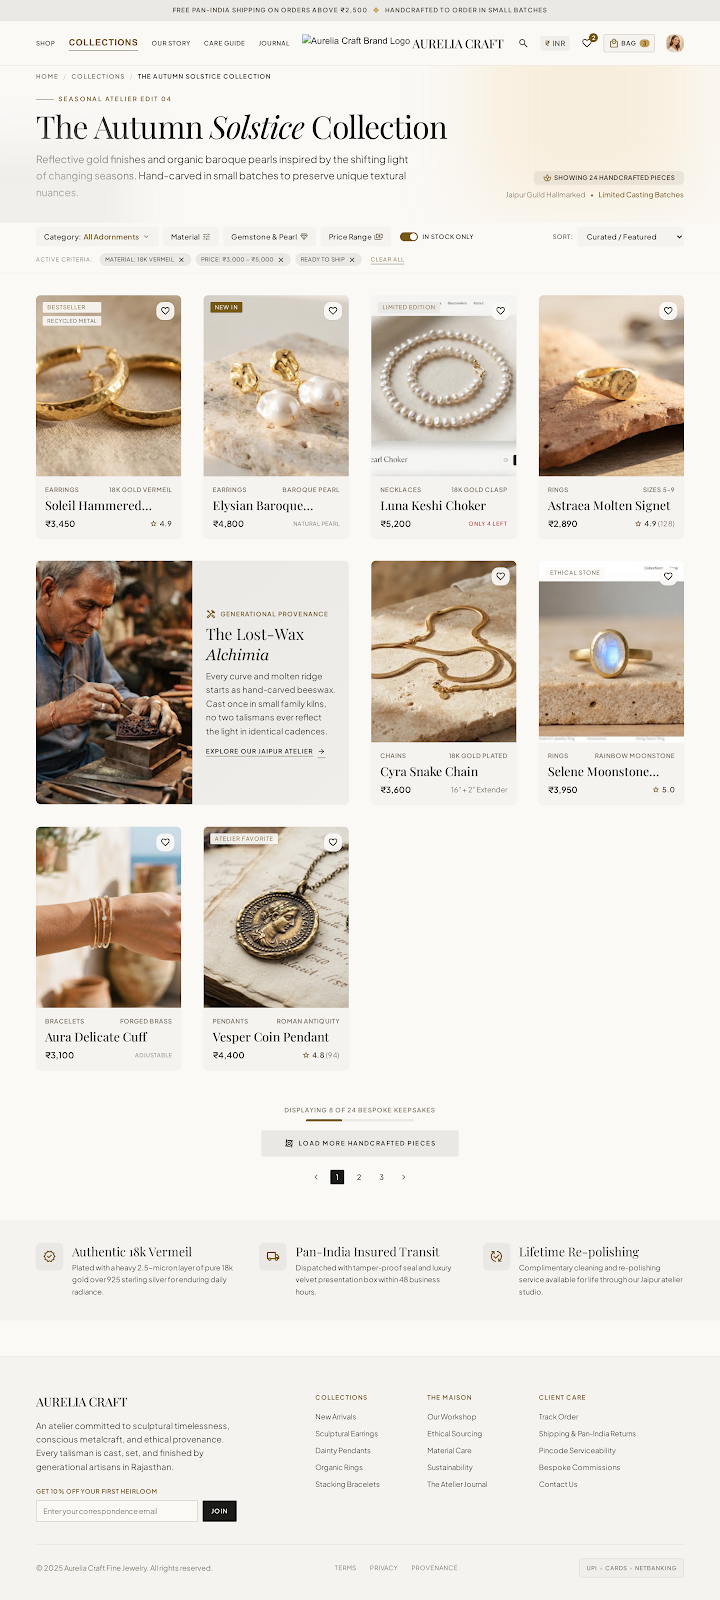 FREE PAN-INDIA SHIPPING ON ORDERS ABOVE ₹2,500 ❖ HANDCRAFTED TO ORDER IN SMALL BATCHES
SHOP COLLECTIONS OUR STORY CARE GUIDE JOURNAL Aurelia Craft Brand Logo AURELIA CRAFT ₹ INR 2 BAG 3
HOME / COLLECTIONS / THE AUTUMN SOLSTICE COLLECTION
SEASONAL ATELIER EDIT 04
The Autumn Solstice Collection
Reflective gold finishes and organic baroque pearls inspired by the shifting light
of changing seasons. Hand-carved in small batches to preserve unique textural
nuances.
SHOWING 24 HANDCRAFTED PIECES
Jaipur Guild Hallmarked • Limited Casting Batches
Category: All Adornments Material Gemstone & Pearl Price Range IN STOCK ONLY SORT: Curated / Featured
ACTIVE CRITERIA: MATERIAL: 18K VERMEIL ✕ PRICE: ₹3,000 – ₹5,000 ✕ READY TO SHIP ✕ CLEAR ALL
BESTSELLER
RECYCLED METAL
EARRINGS 18K GOLD VERMEIL
Soleil Hammered...
₹3,450 4.9
NEW IN
EARRINGS BAROQUE PEARL
Elysian Baroque...
₹4,800 NATURAL PEARL
LIMITED EDITION
earl Choker
NECKLACES 18K GOLD CLASP
Luna Keshi Choker
₹5,200 ONLY 4 LEFT
RINGS SIZES 5-9
Astraea Molten Signet
₹2,890 4.9 (128)
GENERATIONAL PROVENANCE
The Lost-Wax
Alchimia
Every curve and molten ridge
starts as hand-carved beeswax.
Cast once in small family kilns,
no two talismans ever reflect
the light in identical cadences.
EXPLORE OUR JAIPUR ATELIER →
CHAINS 18K GOLD PLATED
Cyra Snake Chain
₹3,600 16" + 2" Extender
ETHICAL STONE
RINGS RAINBOW MOONSTONE
Selene Moonstone...
₹3,950 5.0
BRACELETS FORGED BRASS
Aura Delicate Cuff
₹3,100 ADJUSTABLE
ATELIER FAVORITE
PENDANTS ROMAN ANTIQUITY
Vesper Coin Pendant
₹4,400 4.8 (94)
DISPLAYING 8 OF 24 BESPOKE KEEPSAKES
LOAD MORE HANDCRAFTED PIECES
‹ 1 2 3 ›
Authentic 18k Vermeil
Plated with a heavy 2.5-micron layer of pure 18k
gold over 925 sterling silver for enduring daily
radiance.
Pan-India Insured Transit
Dispatched with tamper-proof seal and luxury
velvet presentation box within 48 business
hours.
Lifetime Re-polishing
Complimentary cleaning and re-polishing
service available for life through our Jaipur atelier
studio.
AURELIA CRAFT
An atelier committed to sculptural timelessness,
conscious metalcraft, and ethical provenance.
Every talisman is cast, set, and finished by
generational artisans in Rajasthan.
GET 10% OFF YOUR FIRST HEIRLOOM
Enter your correspondence email JOIN
COLLECTIONS
New Arrivals
Sculptural Earrings
Dainty Pendants
Organic Rings
Stacking Bracelets
THE MAISON
Our Workshop
Ethical Sourcing
Material Care
Sustainability
The Atelier Journal
CLIENT CARE
Track Order
Shipping & Pan-India Returns
Pincode Serviceability
Bespoke Commissions
Contact Us
© 2025 Aurelia Craft Fine Jewelry. All rights reserved. TERMS PRIVACY PROVENANCE UPI • CARDS • NETBANKING